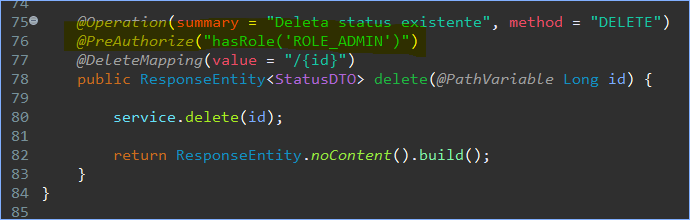 74
75 @Operation(summary = "Deleta status existente", method = "DELETE")
76 @PreAuthorize("hasRole('ROLE_ADMIN')")
77 @DeleteMapping(value = "/{id}")
78 public ResponseEntity<StatusDTO> delete(@PathVariable Long id) {
79
80 service.delete(id);
81
82 return ResponseEntity.noContent().build();
83 }
84 }
85